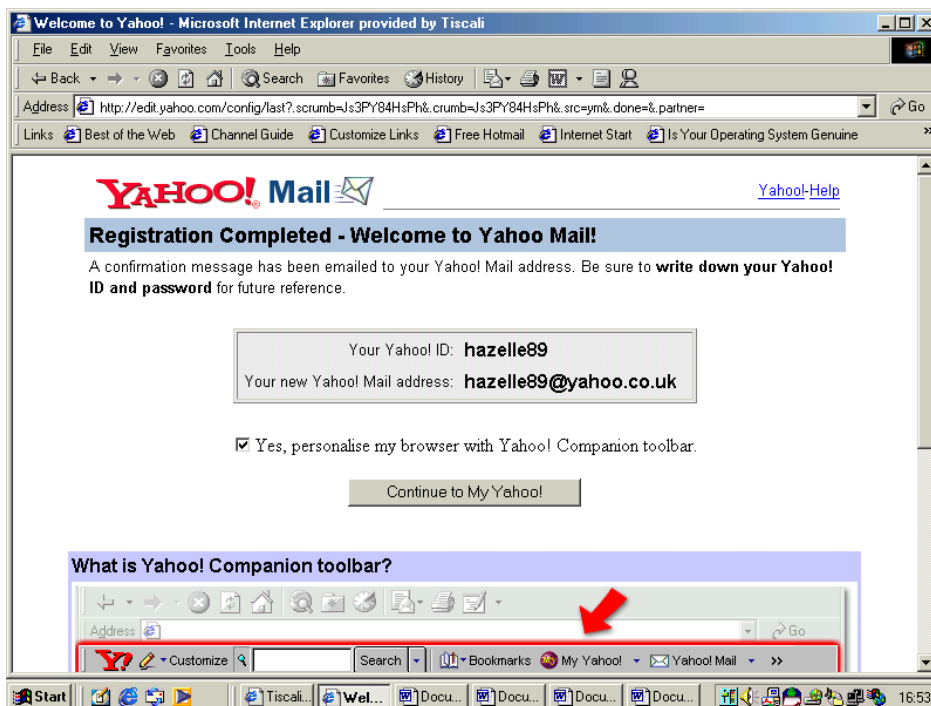 Welcome to Yahoo! - Microsoft Internet Explorer provided by Tiscali
File Edit View Favorites Tools Help
Back Search Favorites History
Address http://edit.yahoo.com/config/last?.scrumb=Js3PY84HsPh&.crumb=Js3PY84HsPh&.src=ym&.done=&.partner= Go
Links Best of the Web Channel Guide Customize Links Free Hotmail Internet Start Is Your Operating System Genuine »
YAHOO! Mail Yahoo!-Help
Registration Completed - Welcome to Yahoo Mail!
A confirmation message has been emailed to your Yahoo! Mail address. Be sure to write down your Yahoo!
ID and password for future reference.
Your Yahoo! ID: hazelle89
Your new Yahoo! Mail address: hazelle89@yahoo.co.uk
Yes, personalise my browser with Yahoo! Companion toolbar.
Continue to My Yahoo!
What is Yahoo! Companion toolbar?
Address Go
Y! Customize Search Bookmarks My Yahoo! Yahoo! Mail »
Start Tiscali... Wel... Docu... Docu... Docu... Docu... 16:53